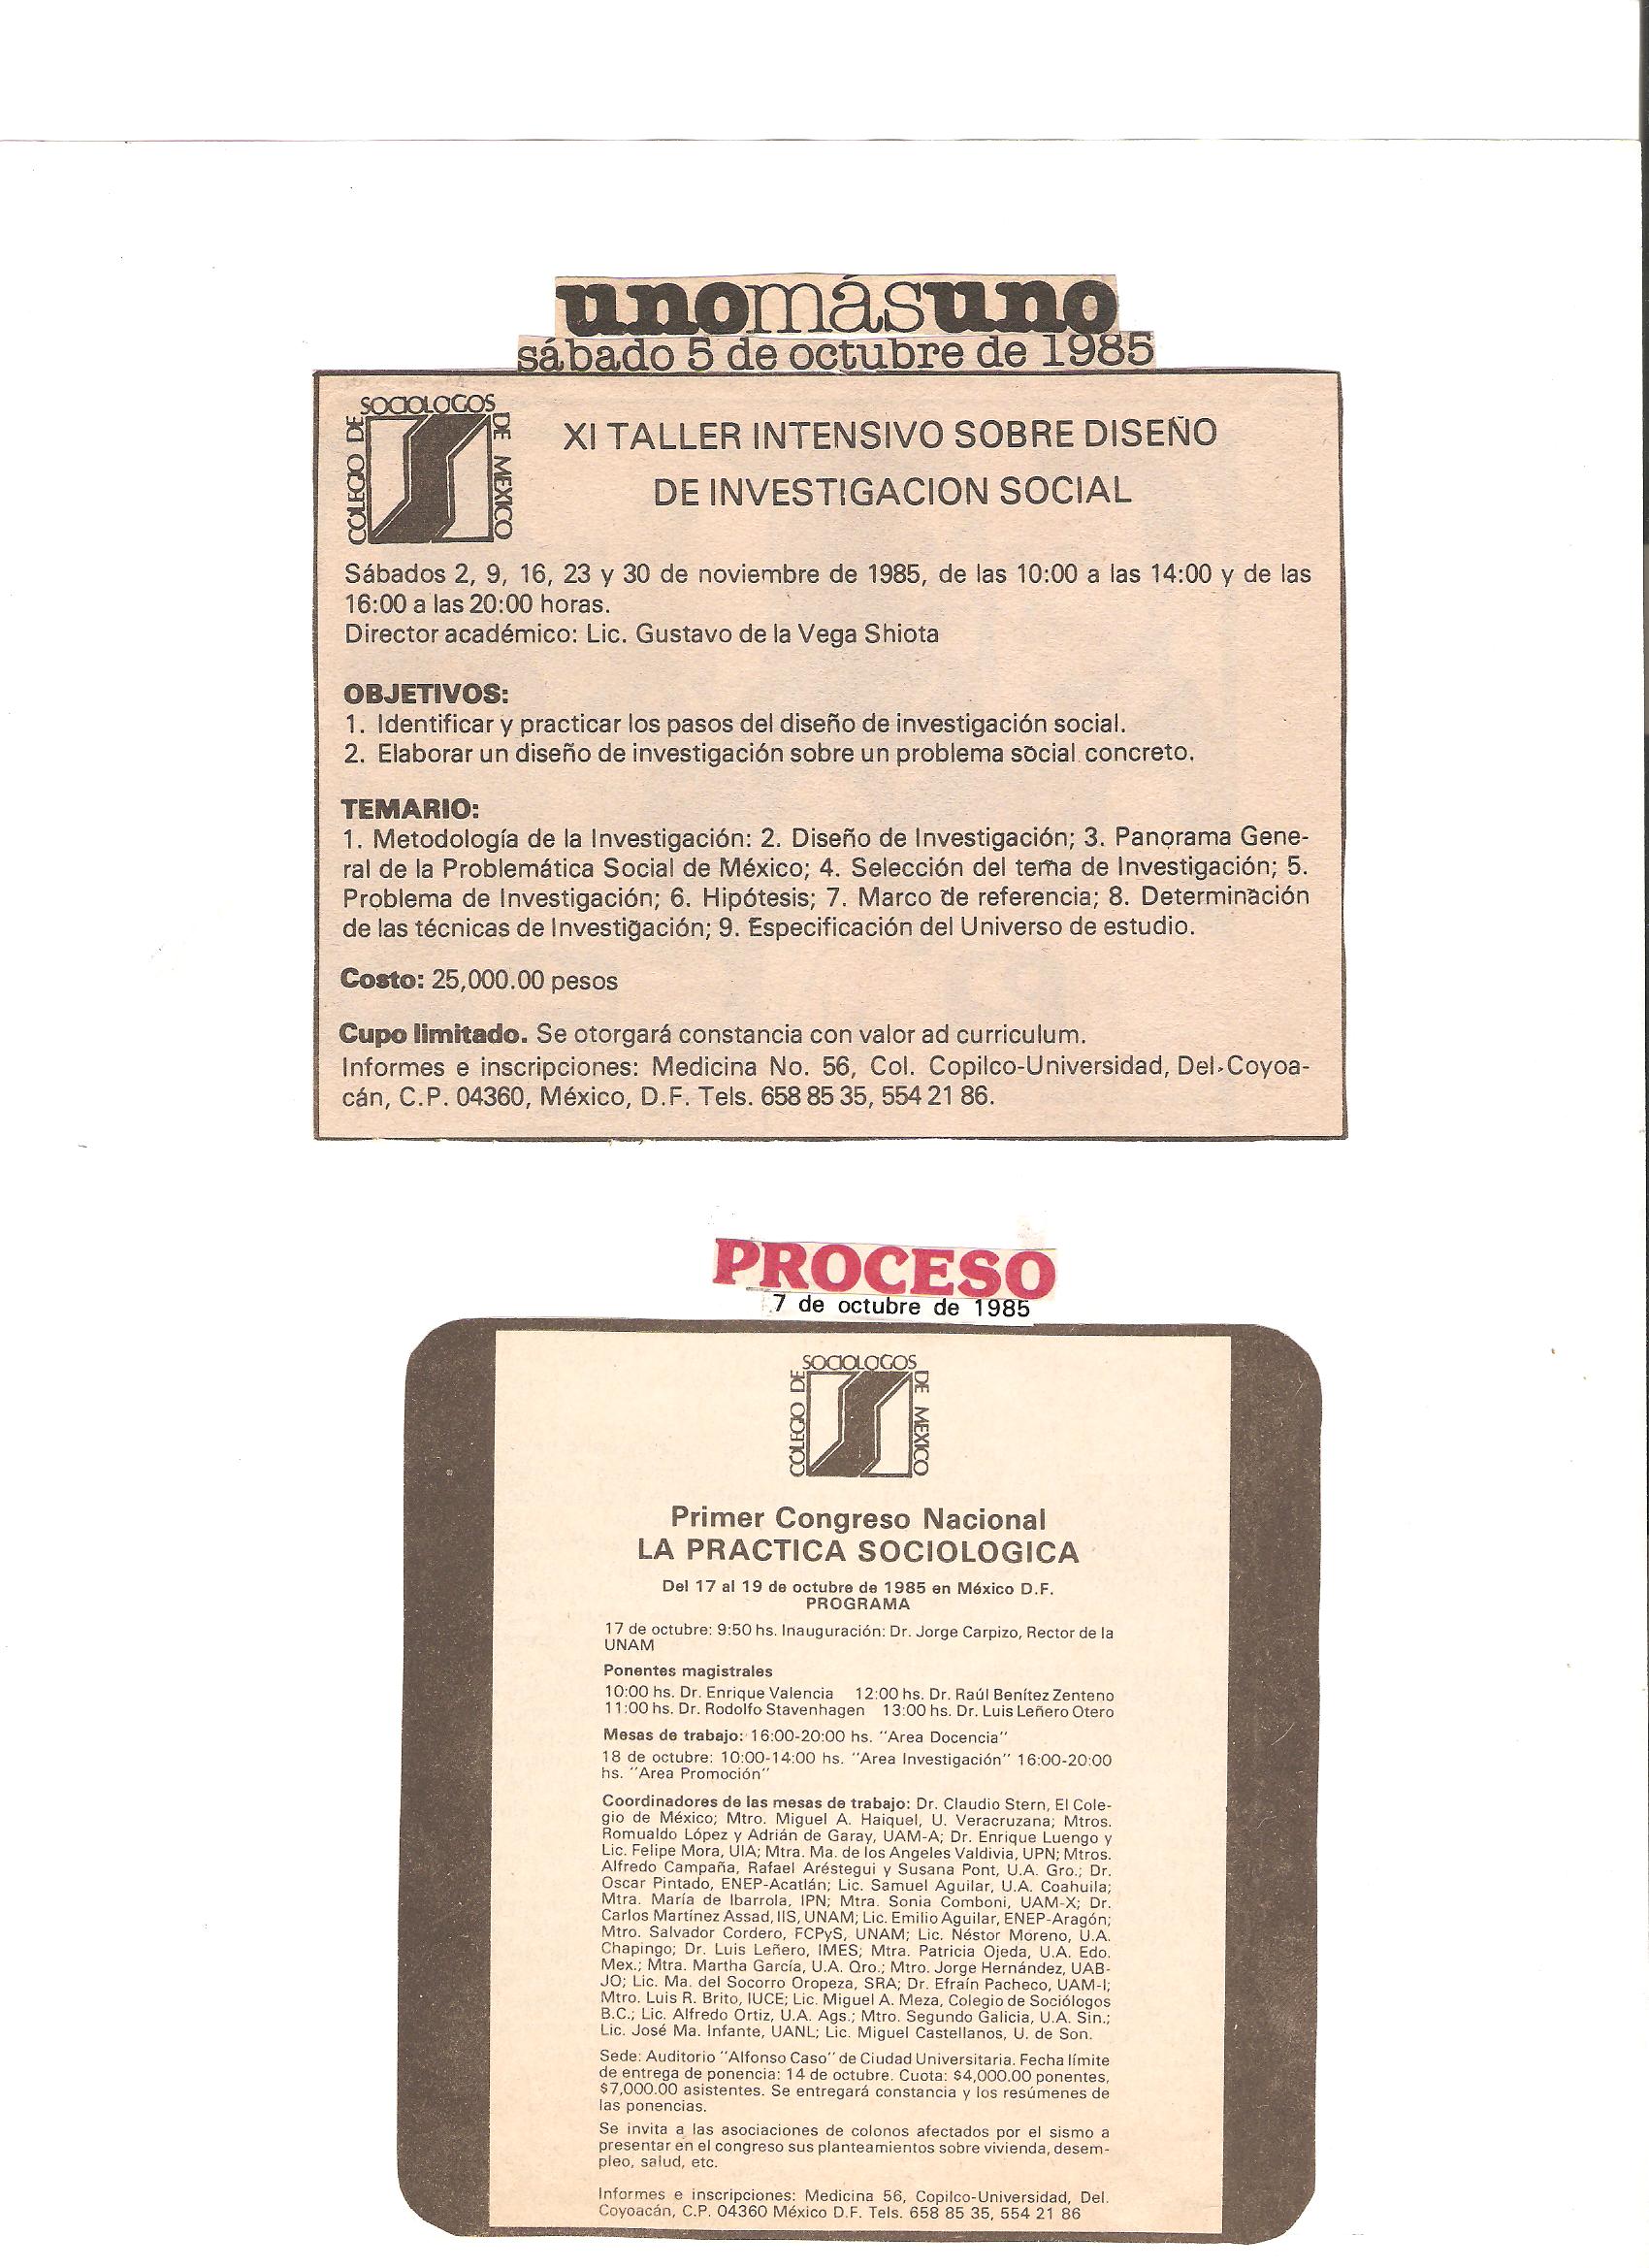 unomásuno
sábado 5 de octubre de 1985
COLEGIO DE SOCIOLOGOS DE MEXICO
XI TALLER INTENSIVO SOBRE DISEÑO
DE INVESTIGACION SOCIAL
Sábados 2, 9, 16, 23 y 30 de noviembre de 1985, de las 10:00 a las 14:00 y de las
16:00 a las 20:00 horas.
Director académico: Lic. Gustavo de la Vega Shiota
OBJETIVOS:
1. Identificar y practicar los pasos del diseño de investigación social.
2. Elaborar un diseño de investigación sobre un problema social concreto.
TEMARIO:
1. Metodología de la Investigación: 2. Diseño de Investigación; 3. Panorama Gene-
ral de la Problemática Social de México; 4. Selección del tema de Investigación; 5.
Problema de Investigación; 6. Hipótesis; 7. Marco de referencia; 8. Determinación
de las técnicas de Investigación; 9. Especificación del Universo de estudio.
Costo: 25,000.00 pesos
Cupo limitado. Se otorgará constancia con valor ad curriculum.
Informes e inscripciones: Medicina No. 56, Col. Copilco-Universidad, Del. Coyoa-
cán, C.P. 04360, México, D.F. Tels. 658 85 35, 554 21 86.
PROCESO
7 de octubre de 1985
COLEGIO DE SOCIOLOGOS DE MEXICO
Primer Congreso Nacional
LA PRACTICA SOCIOLOGICA
Del 17 al 19 de octubre de 1985 en México D.F.
PROGRAMA
17 de octubre: 9:50 hs. Inauguración: Dr. Jorge Carpizo, Rector de la
UNAM
Ponentes magistrales
10:00 hs. Dr. Enrique Valencia 12:00 hs. Dr. Raúl Benítez Zenteno
11:00 hs. Dr. Rodolfo Stavenhagen 13:00 hs. Dr. Luis Leñero Otero
Mesas de trabajo: 16:00-20:00 hs. "Area Docencia"
18 de octubre: 10:00-14:00 hs. "Area Investigación" 16:00-20:00
hs. "Area Promoción"
Coordinadores de las mesas de trabajo: Dr. Claudio Stern, El Cole-
gio de México; Mtro. Miguel A. Haiquel, U. Veracruzana; Mtros.
Romualdo López y Adrián de Garay, UAM-A; Dr. Enrique Luengo y
Lic. Felipe Mora, UIA; Mtra. Ma. de los Angeles Valdivia, UPN; Mtros.
Alfredo Campaña, Rafael Aréstegui y Susana Pont, U.A. Gro.; Dr.
Oscar Pintado, ENEP-Acatlán; Lic. Samuel Aguilar, U.A. Coahuila;
Mtra. María de Ibarrola, IPN; Mtra. Sonia Comboni, UAM-X; Dr.
Carlos Martínez Assad, IIS, UNAM; Lic. Emilio Aguilar, ENEP-Aragón;
Mtro. Salvador Cordero, FCPyS, UNAM; Lic. Néstor Moreno, U.A.
Chapingo; Dr. Luis Leñero, IMES; Mtra. Patricia Ojeda, U.A. Edo.
Mex.; Mtra. Martha García, U.A. Qro.; Mtro. Jorge Hernández, UAB-
JO; Lic. Ma. del Socorro Oropeza, SRA; Dr. Efraín Pacheco, UAM-I;
Mtro. Luis R. Brito, IUCE; Lic. Miguel A. Meza, Colegio de Sociólogos
B.C.; Lic. Alfredo Ortiz, U.A. Ags.; Mtro. Segundo Galicia, U.A. Sin.;
Lic. José Ma. Infante, UANL; Lic. Miguel Castellanos, U. de Son.
Sede: Auditorio "Alfonso Caso" de Ciudad Universitaria. Fecha límite
de entrega de ponencia: 14 de octubre. Cuota: $4,000.00 ponentes,
$7,000.00 asistentes. Se entregará constancia y los resúmenes de
las ponencias.
Se invita a las asociaciones de colonos afectados por el sismo a
presentar en el congreso sus planteamientos sobre vivienda, desem-
pleo, salud, etc.
Informes e inscripciones: Medicina 56, Copilco-Universidad, Del.
Coyoacán, C.P. 04360 México D.F. Tels. 658 85 35, 554 21 86